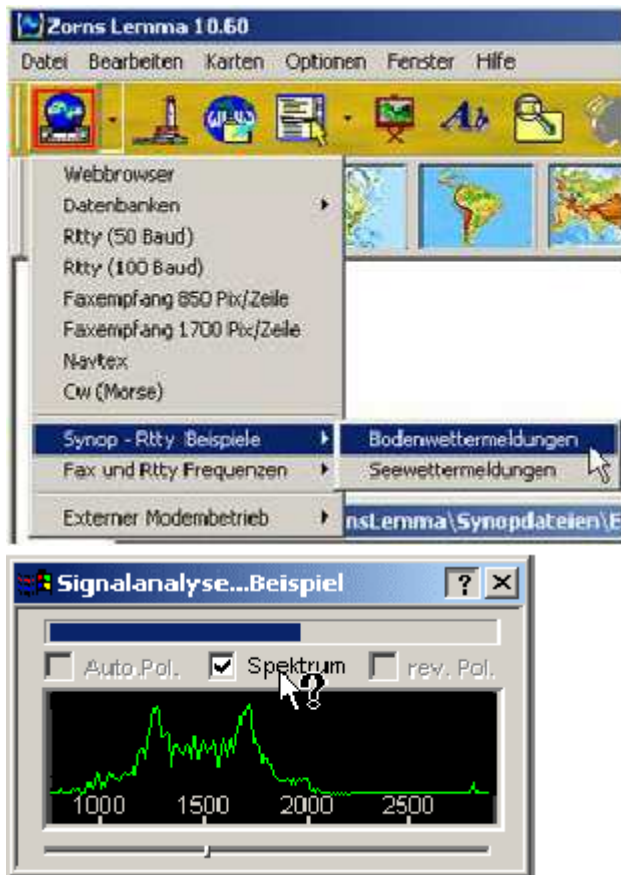 Zorns Lemma 10.60
Datei Bearbeiten Karten Optionen Fenster Hilfe
Webbrowser
Datenbanken
Rtty (50 Baud)
Rtty (100 Baud)
Faxempfang 850 Pix/Zeile
Faxempfang 1700 Pix/Zeile
Navtex
Cw (Morse)
Synop - Rtty Beispiele
Bodenwettermeldungen
Fax und Rtty Frequenzen
Seewettermeldungen
Externer Modembetrieb
nsLemma\Synopdateien\E
Signalanalyse...Beispiel
Auto.Pol. Spektrum rev. Pol.
1000 1500 2000 2500